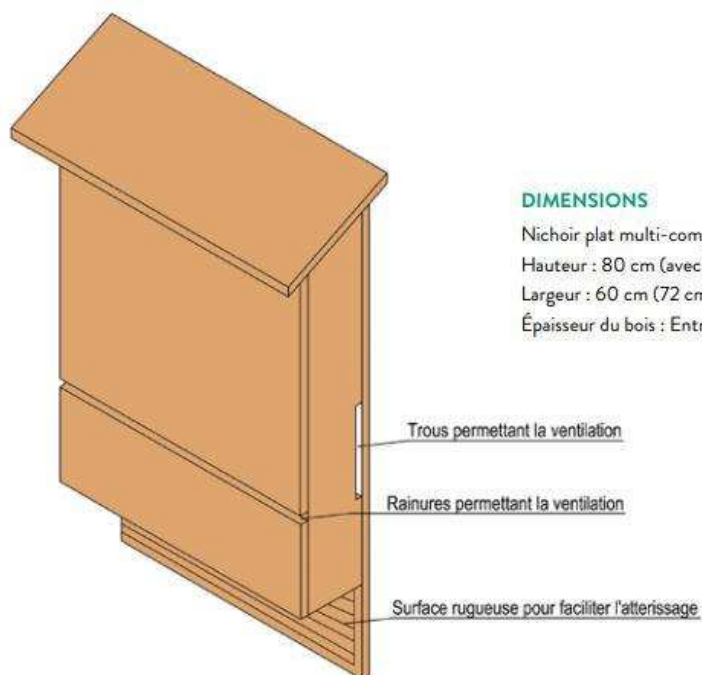 DIMENSIONS
Nichoir plat multi-com
Hauteur : 80 cm (avec
Largeur : 60 cm (72 cm
Épaisseur du bois : Entr
Trous permettant la ventilation
Rainures permettant la ventilation
Surface rugueuse pour faciliter l'atterissage